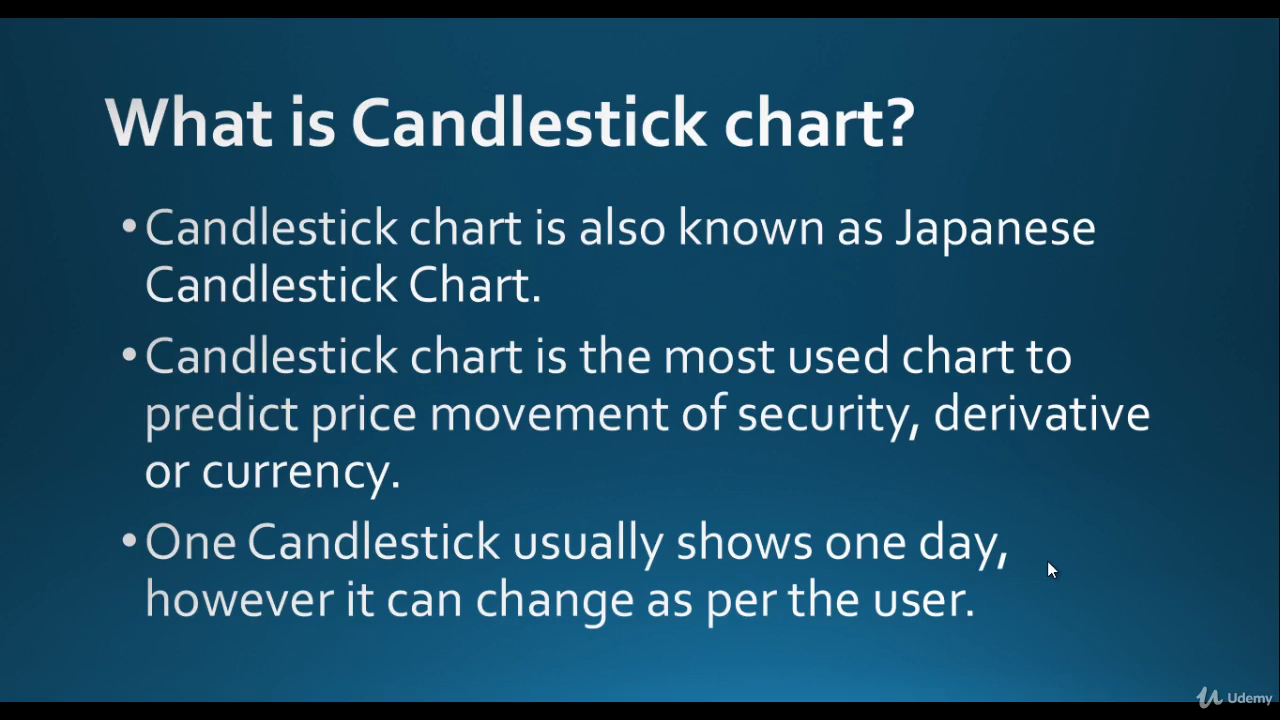 What is Candlestick chart?
•Candlestick chart is also known as Japanese
Candlestick Chart.
•Candlestick chart is the most used chart to
predict price movement of security, derivative
or currency.
•One Candlestick usually shows one day,
however it can change as per the user.
Udemy